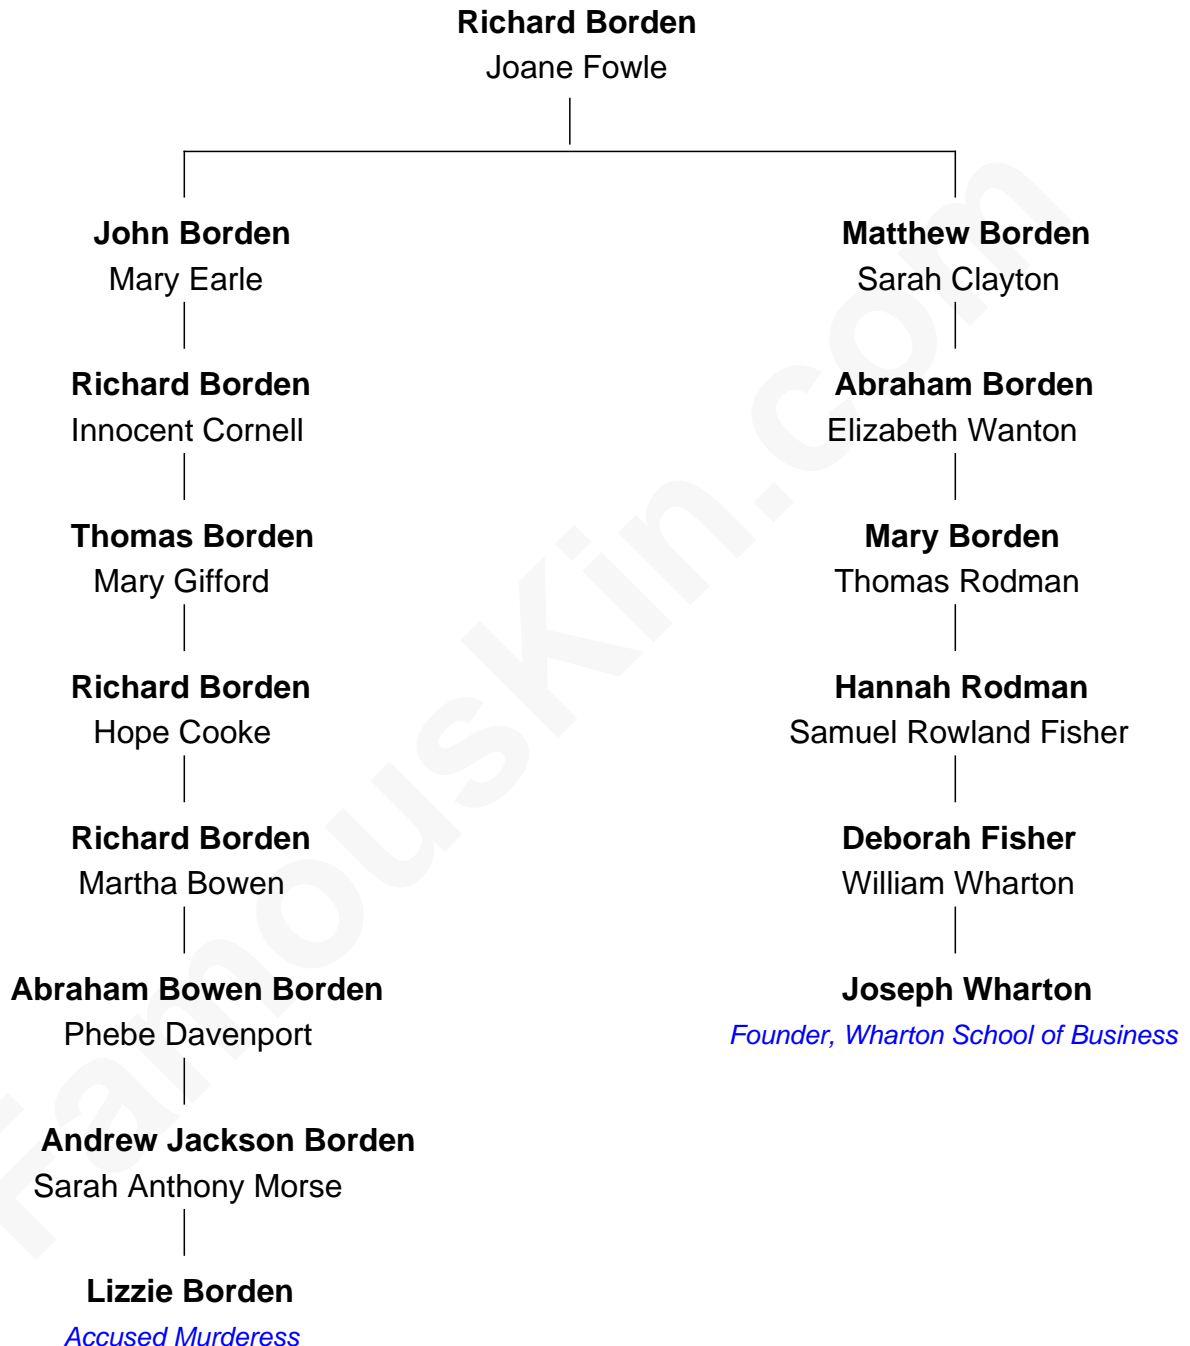 Richard Borden
Joane Fowle
John Borden
Mary Earle
Richard Borden
Innocent Cornell
Thomas Borden
Mary Gifford
Richard Borden
Hope Cooke
Richard Borden
Martha Bowen
Abraham Bowen Borden
Phebe Davenport
Andrew Jackson Borden
Sarah Anthony Morse
Lizzie Borden
Accused Murderess
Matthew Borden
Sarah Clayton
Abraham Borden
Elizabeth Wanton
Mary Borden
Thomas Rodman
Hannah Rodman
Samuel Rowland Fisher
Deborah Fisher
William Wharton
Joseph Wharton
Founder, Wharton School of Business
FamousKin.com